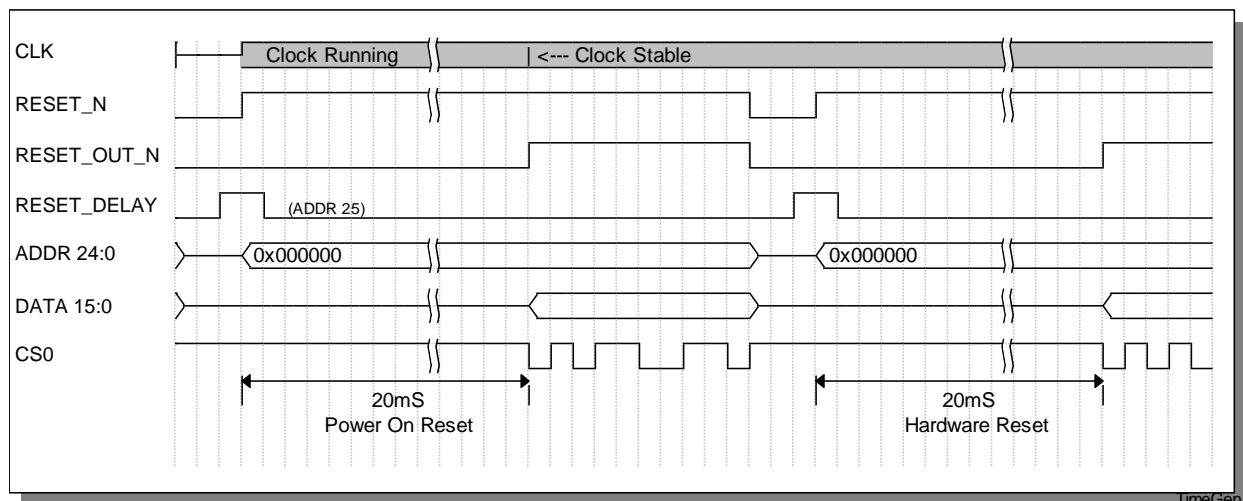 CLK
Clock Running
| <--- Clock Stable
RESET_N
RESET_OUT_N
RESET_DELAY
(ADDR 25)
ADDR 24:0
0x000000
0x000000
DATA 15:0
CS0
20mS
Power On Reset
20mS
Hardware Reset
TimeGen